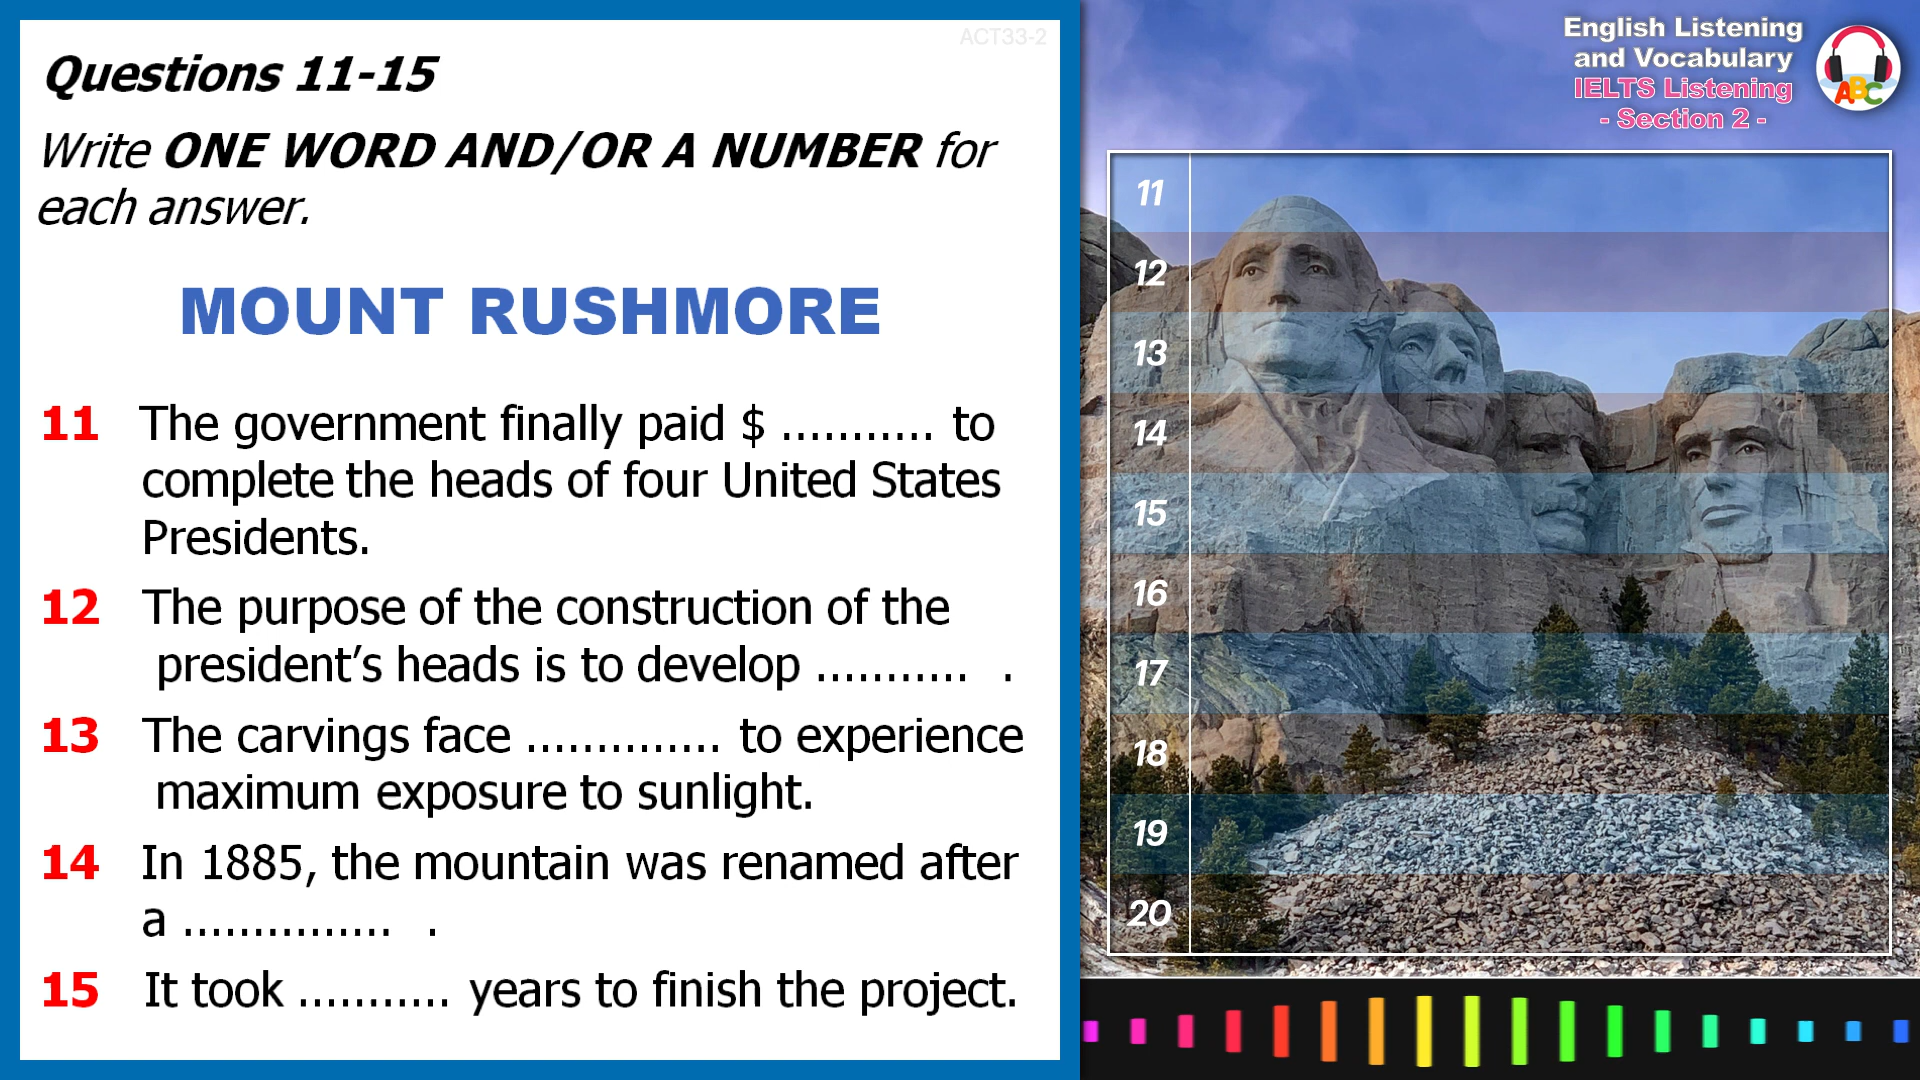 ACT33-2
Questions 11-15
Write ONE WORD AND/OR A NUMBER for
each answer.
MOUNT RUSHMORE
11 The government finally paid $ ........... to
complete the heads of four United States
Presidents.
12 The purpose of the construction of the
president’s heads is to develop ........... .
13 The carvings face .............. to experience
maximum exposure to sunlight.
14 In 1885, the mountain was renamed after
a ............... .
15 It took ........... years to finish the project.
English Listening
and Vocabulary
IELTS Listening
- Section 2 -
ABC
11
12
13
14
15
16
17
18
19
20